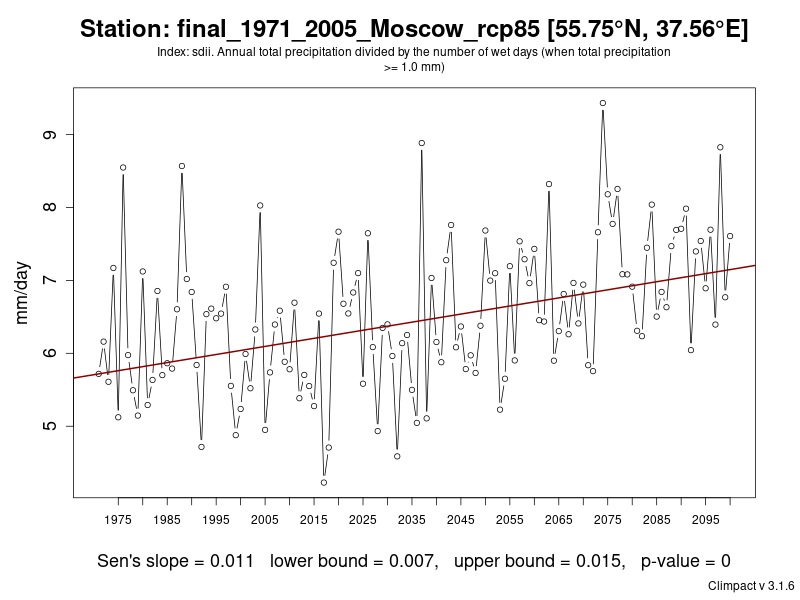 Station: final_1971_2005_Moscow_rcp85 [55.75°N, 37.56°E]
Index: sdii. Annual total precipitation divided by the number of wet days (when total precipitation
>= 1.0 mm)
mm/day
9
8
7
6
5
1975 1985 1995 2005 2015 2025 2035 2045 2055 2065 2075 2085 2095
Sen's slope = 0.011 lower bound = 0.007, upper bound = 0.015, p-value = 0
Climpact v 3.1.6